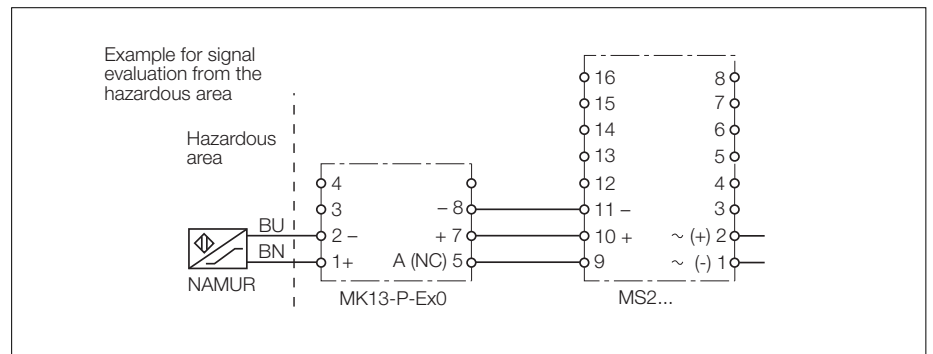 Example for signal
evaluation from the
hazardous area
Hazardous
area
BU
BN
NAMUR
4
3
2 –
1+
– 8
+ 7
A (NC) 5
MK13-P-Ex0
16
15
14
13
12
11 –
10 +
9
8
7
6
5
4
3
~ (+) 2
~ (-) 1
MS2...